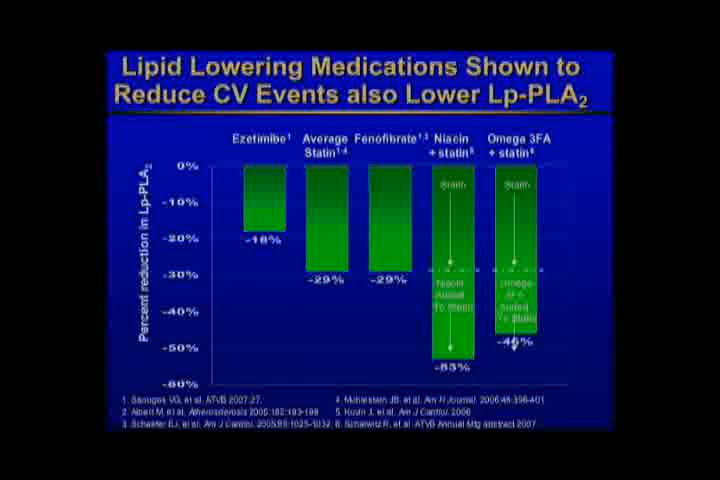 Lipid Lowering Medications Shown to
Reduce CV Events also Lower Lp-PLA2
Ezetimibe1 Average Fenofibrate1,3 Niacin Omega 3FA
Statin1-4 + statin5 + statin6
Percent reduction in Lp-PLA2
0%
-10%
-20%
-30%
-40%
-50%
-60%
Statin
Statin
-18%
-29%
-29%
Niacin
Added
To Statin
Omega
3FA
Added
To Statin
-53%
-46%
1. Saougos VG, et al. ATVB 2007:27.
2. Albert M, et al, Atherosclerosis 2005;182:193-198
3. Schaefer EJ, et al, Am J Cardiol. 2005;95:1025-1032.
4. Muhlestein JB, et al. Am H Journal. 2006:48:396-401
5. Kuvin J, et al, Am J Cardiol. 2006
6. et al ATVB Annual Mtg abstract 2007